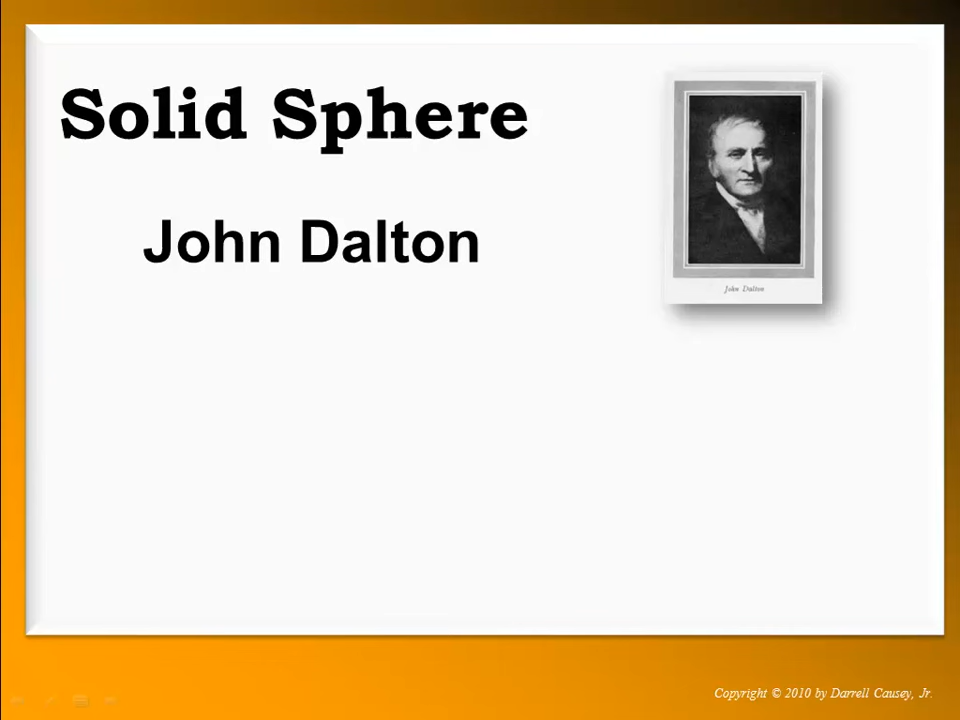 Solid Sphere
John Dalton
John Dalton
Copyright © 2010 by Darrell Causey, Jr.